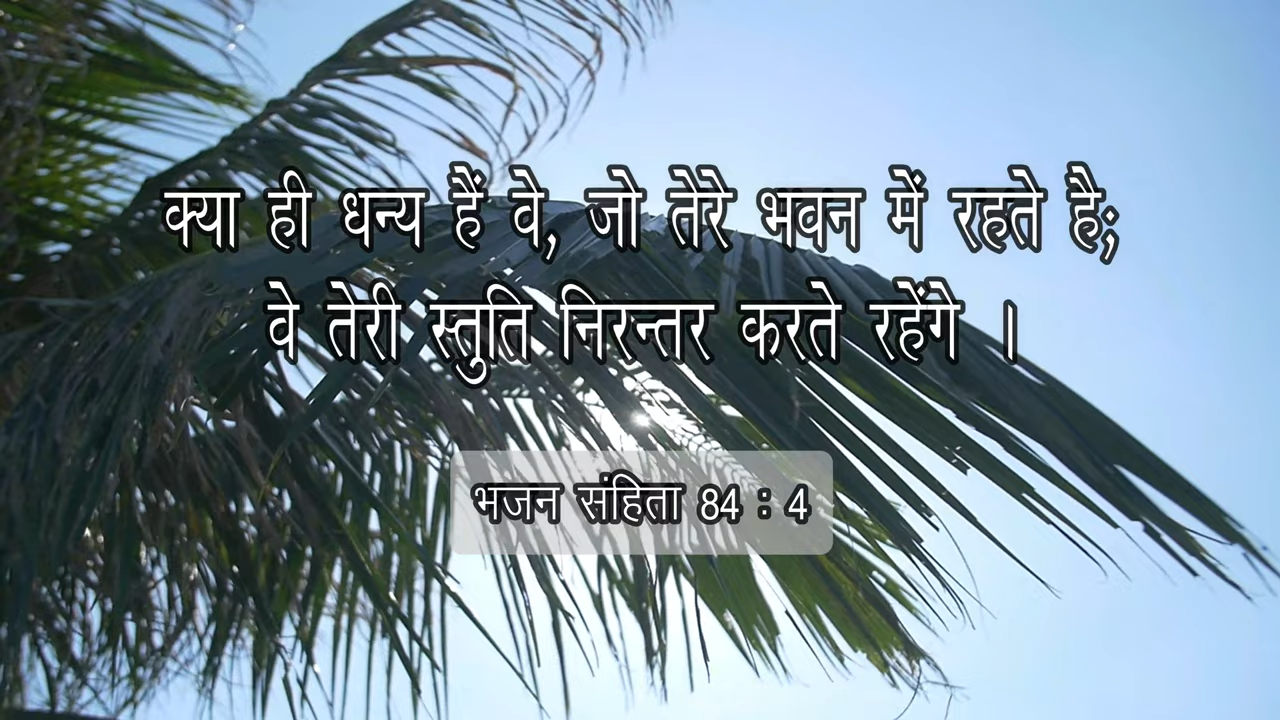 क्या ही धन्य हैं वे, जो तेरे भवन में रहते है;
वे तेरी स्तुति निरन्तर करते रहेंगे ।
भजन संहिता 84 : 4